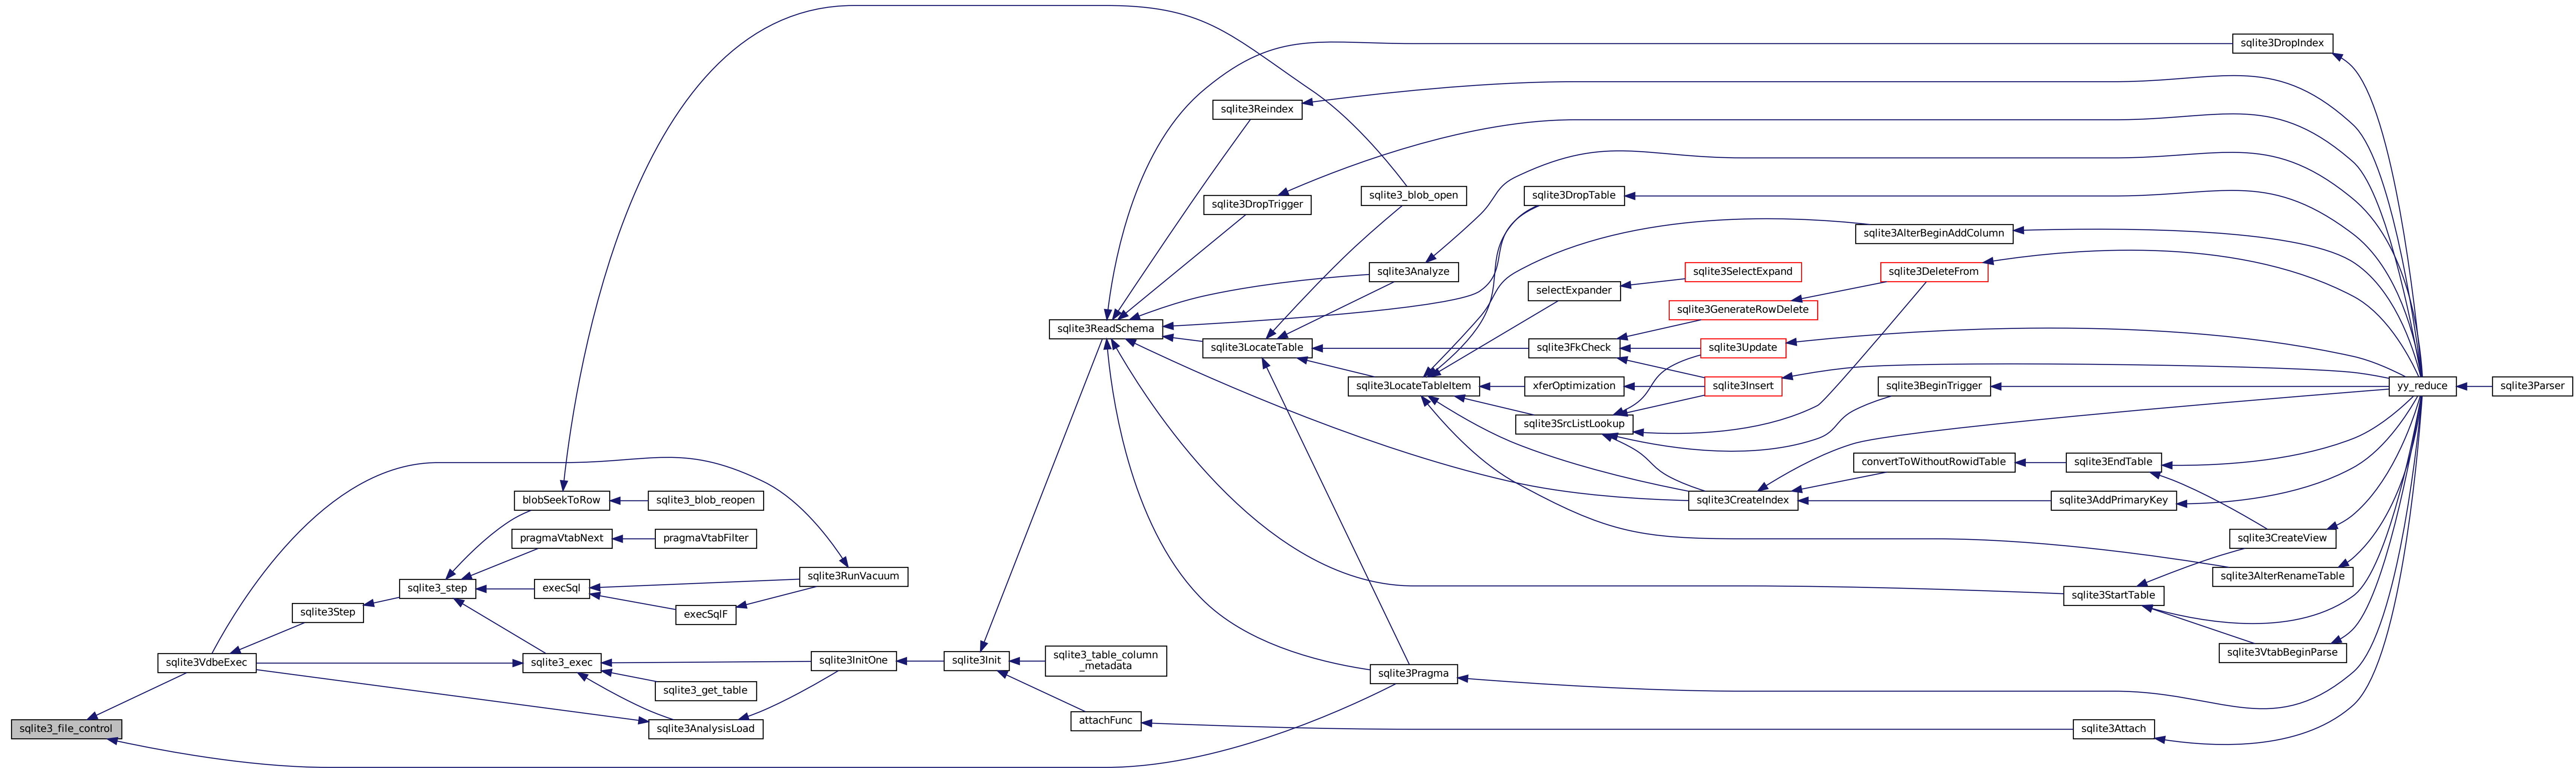 sqlite3DropIndex
sqlite3Reindex
sqlite3_blob_open
sqlite3DropTable
sqlite3DropTrigger
sqlite3AlterBeginAddColumn
sqlite3Analyze
sqlite3SelectExpand
sqlite3DeleteFrom
selectExpander
sqlite3GenerateRowDelete
sqlite3ReadSchema
sqlite3LocateTable
sqlite3FkCheck
sqlite3Update
sqlite3LocateTableItem
xferOptimization
sqlite3Insert
sqlite3BeginTrigger
yy_reduce
sqlite3Parser
sqlite3SrcListLookup
convertToWithoutRowidTable
sqlite3EndTable
blobSeekToRow
sqlite3_blob_reopen
sqlite3CreateIndex
sqlite3AddPrimaryKey
pragmaVtabNext
pragmaVtabFilter
sqlite3CreateView
sqlite3RunVacuum
sqlite3AlterRenameTable
sqlite3_step
execSql
sqlite3StartTable
sqlite3Step
execSqlF
sqlite3VtabBeginParse
sqlite3VdbeExec
sqlite3_exec
sqlite3InitOne
sqlite3Init
sqlite3_table_column
_metadata
sqlite3Pragma
sqlite3_get_table
attachFunc
sqlite3_file_control
sqlite3AnalysisLoad
sqlite3Attach